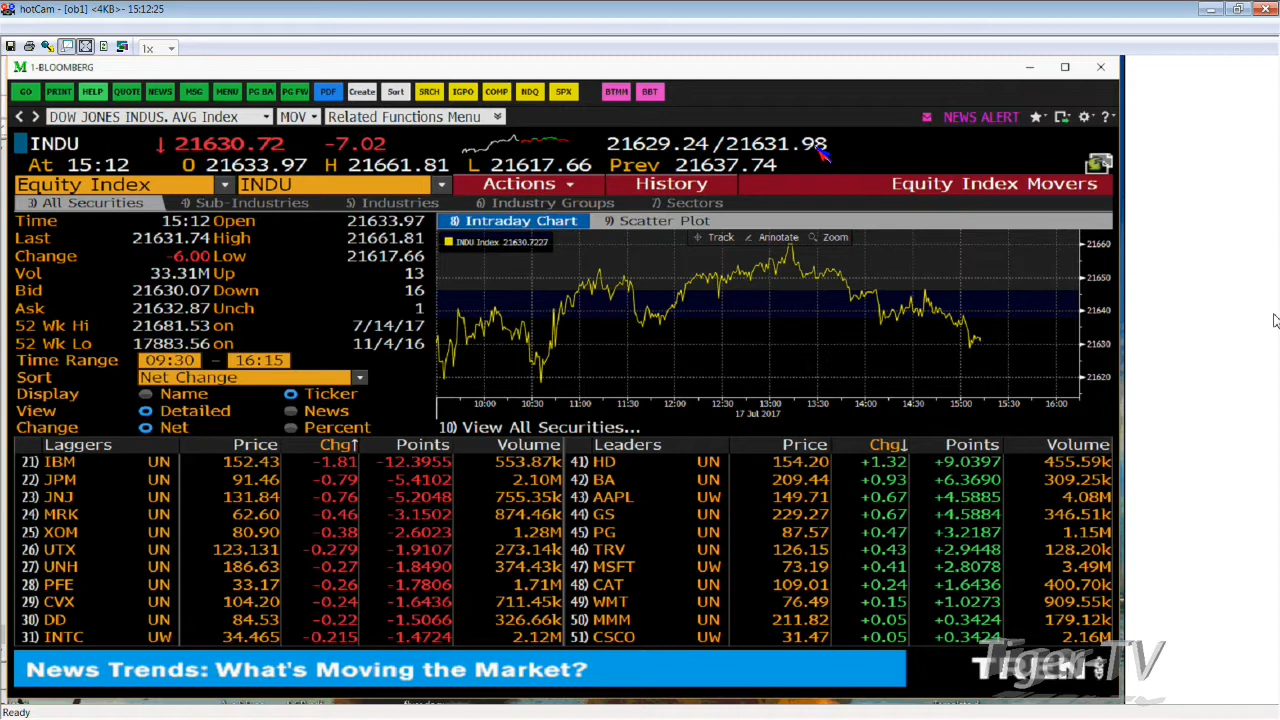 hotCam - [ob1] <4KB> - 15:12:25
1x
M 1-BLOOMBERG
GO PRINT HELP QUOTE NEWS MSG MENU PG BA PG FW PDF Create Sort SRCH IGPO COMP NDQ SPX BTMM BBT
DOW JONES INDUS. AVG Index MOV Related Functions Menu NEWS ALERT
INDU ↓ 21630.72 -7.02 21629.24 /21631.98
At 15:12 O 21633.97 H 21661.81 L 21617.66 Prev 21637.74
Equity Index INDU Actions History Equity Index Movers
3) All Securities 4) Sub-Industries 5) Industries 6) Industry Groups 7) Sectors
Time 15:12 Open 21633.97
Last 21631.74 High 21661.81
Change -6.00 Low 21617.66
Vol 33.31M Up 13
Bid 21630.07 Down 16
Ask 21632.87 Unch 1
52 Wk Hi 21681.53 on 7/14/17
52 Wk Lo 17883.56 on 11/4/16
Time Range 09:30 - 16:15
Sort Net Change
Display Name Ticker
View Detailed News
Change Net Percent
8) Intraday Chart 9) Scatter Plot
INDU Index 21630.7227 Track Annotate Zoom
21660
21650
21640
21630
21620
10:00 10:30 11:00 11:30 12:00 12:30 13:00 13:30 14:00 14:30 15:00 15:30 16:00
17 Jul 2017
10) View All Securities...
Laggers Price Chg↑ Points Volume Leaders Price Chg↓ Points Volume
21) IBM UN 152.43 -1.81 -12.3955 553.87k 41) HD UN 154.20 +1.32 +9.0397 455.59k
22) JPM UN 91.46 -0.79 -5.4102 2.10M 42) BA UN 209.44 +0.93 +6.3690 309.25k
23) JNJ UN 131.84 -0.76 -5.2048 755.35k 43) AAPL UW 149.71 +0.67 +4.5885 4.08M
24) MRK UN 62.60 -0.46 -3.1502 874.46k 44) GS UN 229.27 +0.67 +4.5884 346.51k
25) XOM UN 80.90 -0.38 -2.6023 1.28M 45) PG UN 87.57 +0.47 +3.2187 1.15M
26) UTX UN 123.131 -0.279 -1.9107 273.14k 46) TRV UN 126.15 +0.43 +2.9448 128.20k
27) UNH UN 186.63 -0.27 -1.8490 374.43k 47) MSFT UW 73.19 +0.41 +2.8078 3.49M
28) PFE UN 33.17 -0.26 -1.7806 1.71M 48) CAT UN 109.01 +0.24 +1.6436 400.70k
29) CVX UN 104.20 -0.24 -1.6436 711.45k 49) WMT UN 76.49 +0.15 +1.0273 909.55k
30) DD UN 84.53 -0.22 -1.5066 326.66k 50) MMM UN 211.82 +0.05 +0.3424 179.12k
31) INTC UW 34.465 -0.215 -1.4724 2.12M 51) CSCO UW 31.47 +0.05 +0.3424 2.16M
News Trends: What's Moving the Market?
Tiger TV
Ready